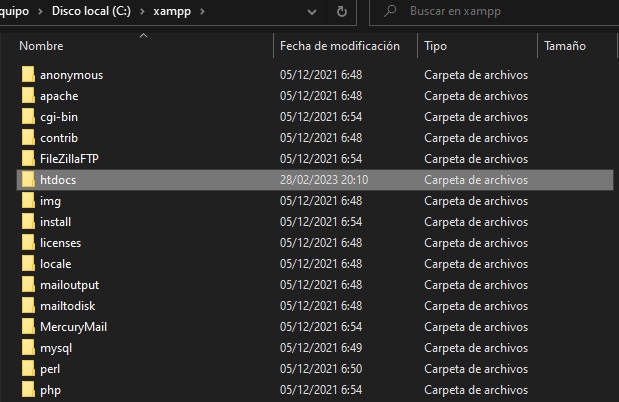 quipo > Disco local (C:) > xampp >
Buscar en xampp
Nombre Fecha de modificación Tipo Tamaño
anonymous 05/12/2021 6:48 Carpeta de archivos
apache 05/12/2021 6:48 Carpeta de archivos
cgi-bin 05/12/2021 6:54 Carpeta de archivos
contrib 05/12/2021 6:48 Carpeta de archivos
FileZillaFTP 05/12/2021 6:54 Carpeta de archivos
htdocs 28/02/2023 20:10 Carpeta de archivos
img 05/12/2021 6:48 Carpeta de archivos
install 05/12/2021 6:54 Carpeta de archivos
licenses 05/12/2021 6:48 Carpeta de archivos
locale 05/12/2021 6:48 Carpeta de archivos
mailoutput 05/12/2021 6:48 Carpeta de archivos
mailtodisk 05/12/2021 6:48 Carpeta de archivos
MercuryMail 05/12/2021 6:54 Carpeta de archivos
mysql 05/12/2021 6:49 Carpeta de archivos
perl 05/12/2021 6:50 Carpeta de archivos
php 05/12/2021 6:54 Carpeta de archivos